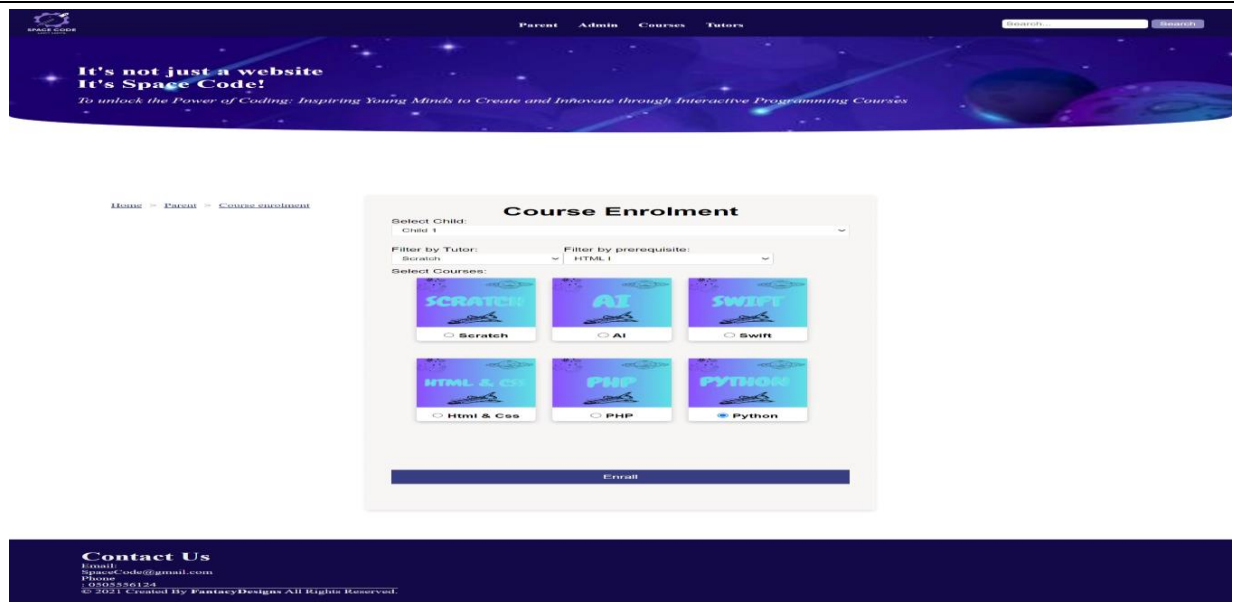 SPACE CODE
Parent Admin Courses Tutors
Search... Search
It's not just a website
It's Space Code!
To unlock the Power of Coding: Inspiring Young Minds to Create and Innovate through Interactive Programming Courses
Home > Parent > Course enrolment
Course Enrolment
Select Child:
Child 1
Filter by Tutor: Filter by prerequisite:
Scratch HTML I
Select Courses:
SCRATCH AI SWIFT
Scratch AI Swift
HTML & CSS PHP PYTHON
Html & Css PHP Python
Enrall
Contact Us
Email:
SpaceCode@gmail.com
Phone
: 0505556124
© 2021 Created By FantacyDesigns All Rights Reserved.